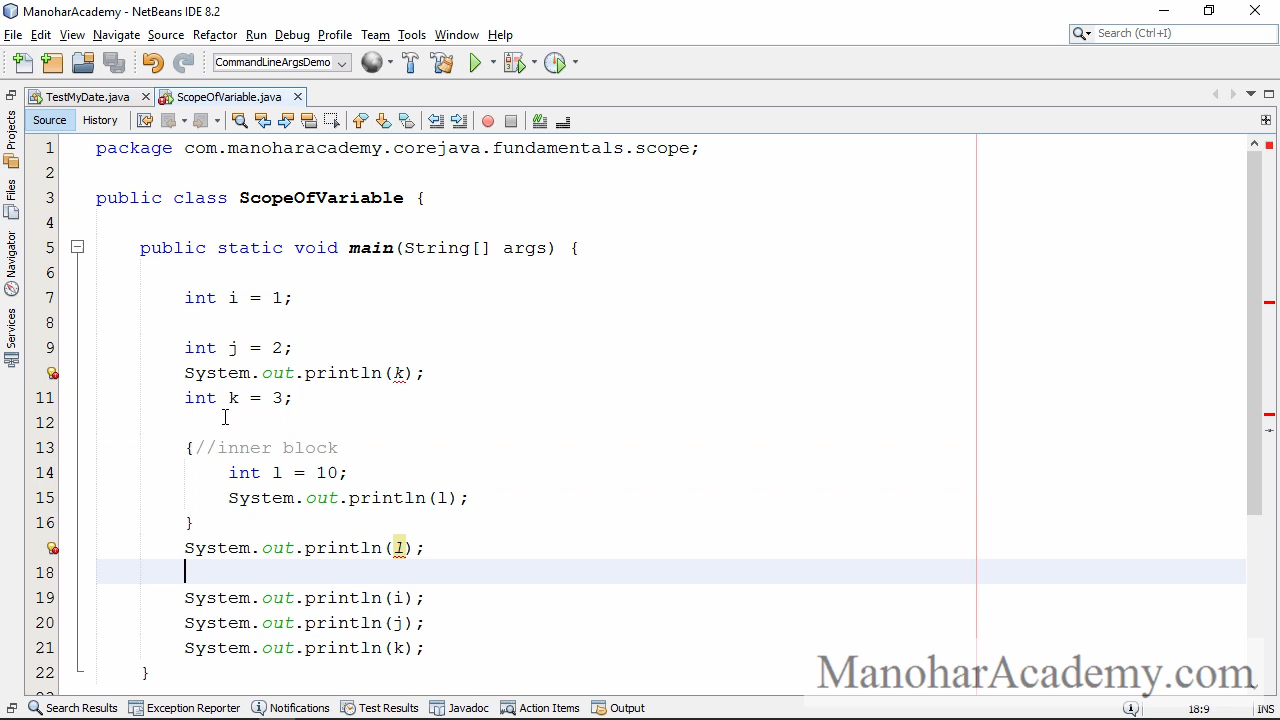 ManoharAcademy - NetBeans IDE 8.2
File Edit View Navigate Source Refactor Run Debug Profile Team Tools Window Help
Search (Ctrl+I)
CommandLineArgsDemo
TestMyDate.java ScopeOfVariable.java
Source History
Projects
Files
Navigator
Services
1 package com.manoharacademy.corejava.fundamentals.scope;
2
3 public class ScopeOfVariable {
4
5 public static void main(String[] args) {
6
7 int i = 1;
8
9 int j = 2;
System.out.println(k);
11 int k = 3;
12
13 {//inner block
14 int l = 10;
15 System.out.println(l);
16 }
System.out.println(l);
18
19 System.out.println(i);
20 System.out.println(j);
21 System.out.println(k);
22 }
ManoharAcademy.com
Search Results Exception Reporter Notifications Test Results Javadoc Action Items Output 18:9 INS